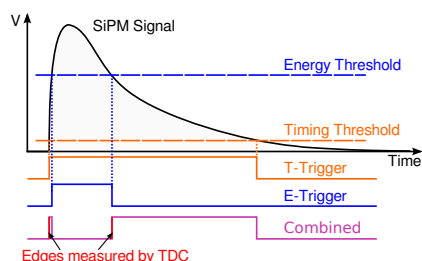 V
SiPM Signal
Energy Threshold
Timing Threshold
Time
T-Trigger
E-Trigger
Combined
Edges measured by TDC